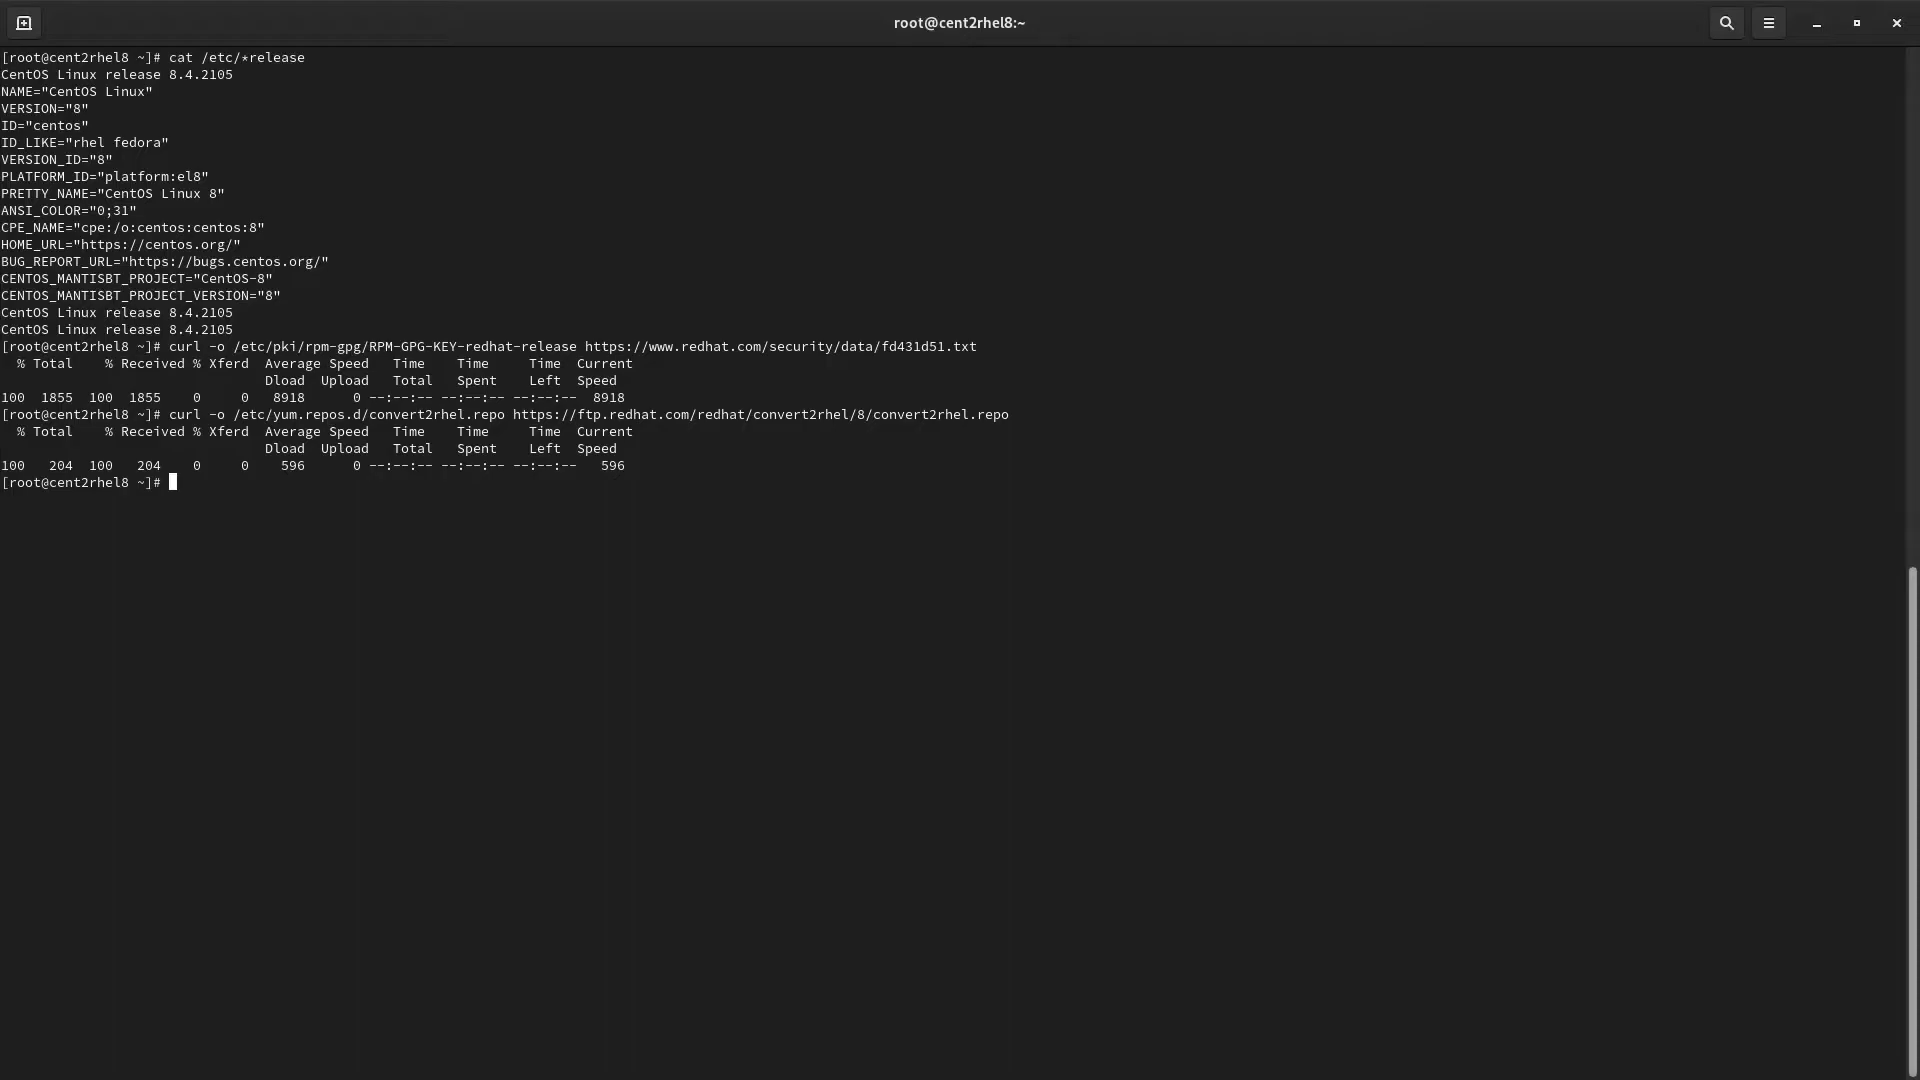 root@cent2rhel8:~
[root@cent2rhel8 ~]# cat /etc/*release
CentOS Linux release 8.4.2105
NAME="CentOS Linux"
VERSION="8"
ID="centos"
ID_LIKE="rhel fedora"
VERSION_ID="8"
PLATFORM_ID="platform:el8"
PRETTY_NAME="CentOS Linux 8"
ANSI_COLOR="0;31"
CPE_NAME="cpe:/o:centos:centos:8"
HOME_URL="https://centos.org/"
BUG_REPORT_URL="https://bugs.centos.org/"
CENTOS_MANTISBT_PROJECT="CentOS-8"
CENTOS_MANTISBT_PROJECT_VERSION="8"
CentOS Linux release 8.4.2105
CentOS Linux release 8.4.2105
[root@cent2rhel8 ~]# curl -o /etc/pki/rpm-gpg/RPM-GPG-KEY-redhat-release https://www.redhat.com/security/data/fd431d51.txt
  % Total    % Received % Xferd  Average Speed   Time    Time     Time  Current
                                 Dload  Upload   Total   Spent    Left  Speed
100  1855  100  1855    0     0   8918      0 --:--:-- --:--:-- --:--:--  8918
[root@cent2rhel8 ~]# curl -o /etc/yum.repos.d/convert2rhel.repo https://ftp.redhat.com/redhat/convert2rhel/8/convert2rhel.repo
  % Total    % Received % Xferd  Average Speed   Time    Time     Time  Current
                                 Dload  Upload   Total   Spent    Left  Speed
100   204  100   204    0     0    596      0 --:--:-- --:--:-- --:--:--   596
[root@cent2rhel8 ~]#